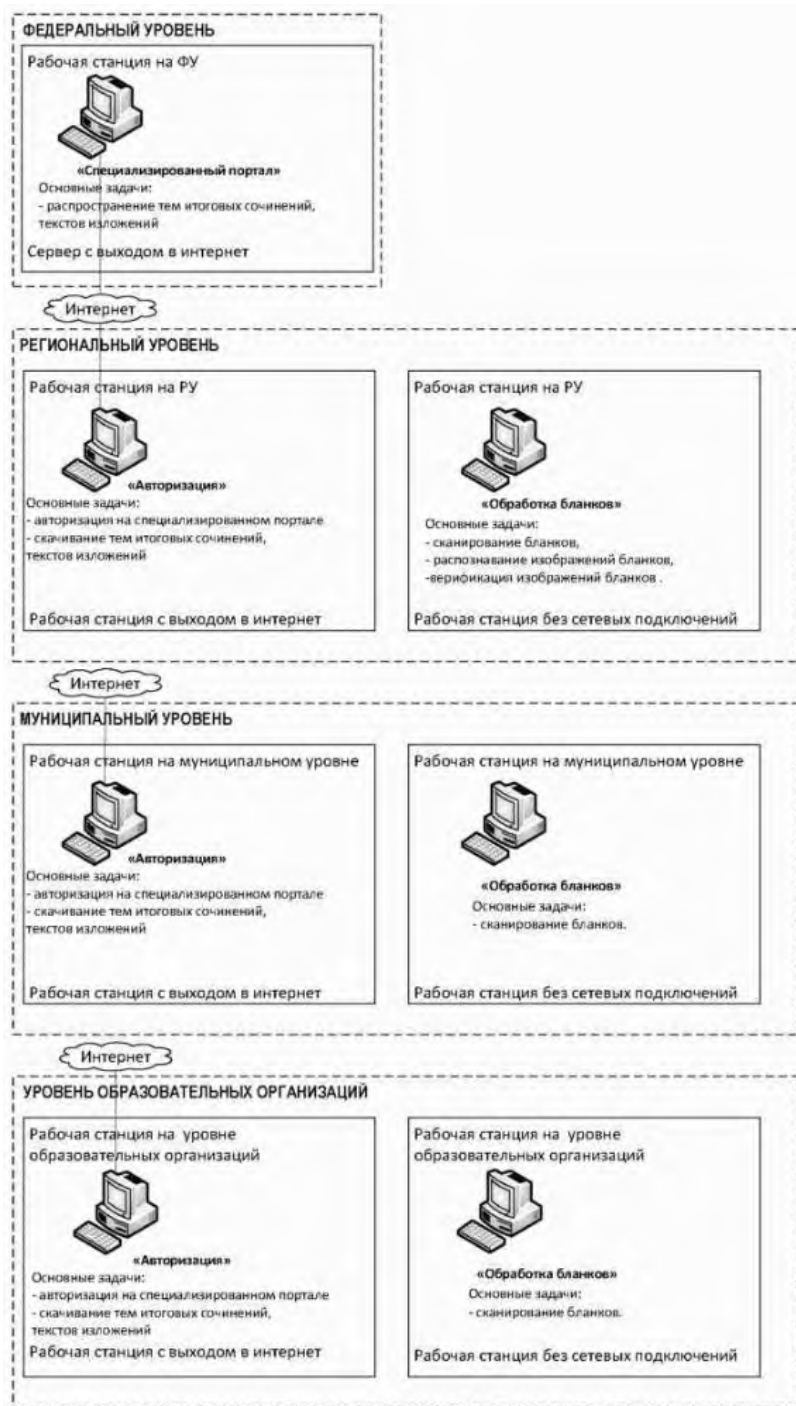 ФЕДЕРАЛЬНЫЙ УРОВЕНЬ
Рабочая станция на ФУ
«Специализированный портал»
Основные задачи:
- распространение тем итоговых сочинений,
текстов изложений
Сервер с выходом в интернет
Интернет
РЕГИОНАЛЬНЫЙ УРОВЕНЬ
Рабочая станция на РУ
«Авторизация»
Основные задачи:
- авторизация на специализированном портале
- скачивание тем итоговых сочинений,
текстов изложений
Рабочая станция с выходом в интернет
Рабочая станция на РУ
«Обработка бланков»
Основные задачи:
- сканирование бланков,
- распознавание изображений бланков,
-верификация изображений бланков .
Рабочая станция без сетевых подключений
Интернет
МУНИЦИПАЛЬНЫЙ УРОВЕНЬ
Рабочая станция на муниципальном уровне
«Авторизация»
Основные задачи:
- авторизация на специализированном портале
- скачивание тем итоговых сочинений,
текстов изложений
Рабочая станция с выходом в интернет
Рабочая станция на муниципальном уровне
«Обработка бланков»
Основные задачи:
- сканирование бланков.
Рабочая станция без сетевых подключений
Интернет
УРОВЕНЬ ОБРАЗОВАТЕЛЬНЫХ ОРГАНИЗАЦИЙ
Рабочая станция на уровне
образовательных организаций
«Авторизация»
Основные задачи:
- авторизация на специализированном портале
- скачивание тем итоговых сочинений,
текстов изложений
Рабочая станция с выходом в интернет
Рабочая станция на уровне
образовательных организаций
«Обработка бланков»
Основные задачи:
- сканирование бланков.
Рабочая станция без сетевых подключений